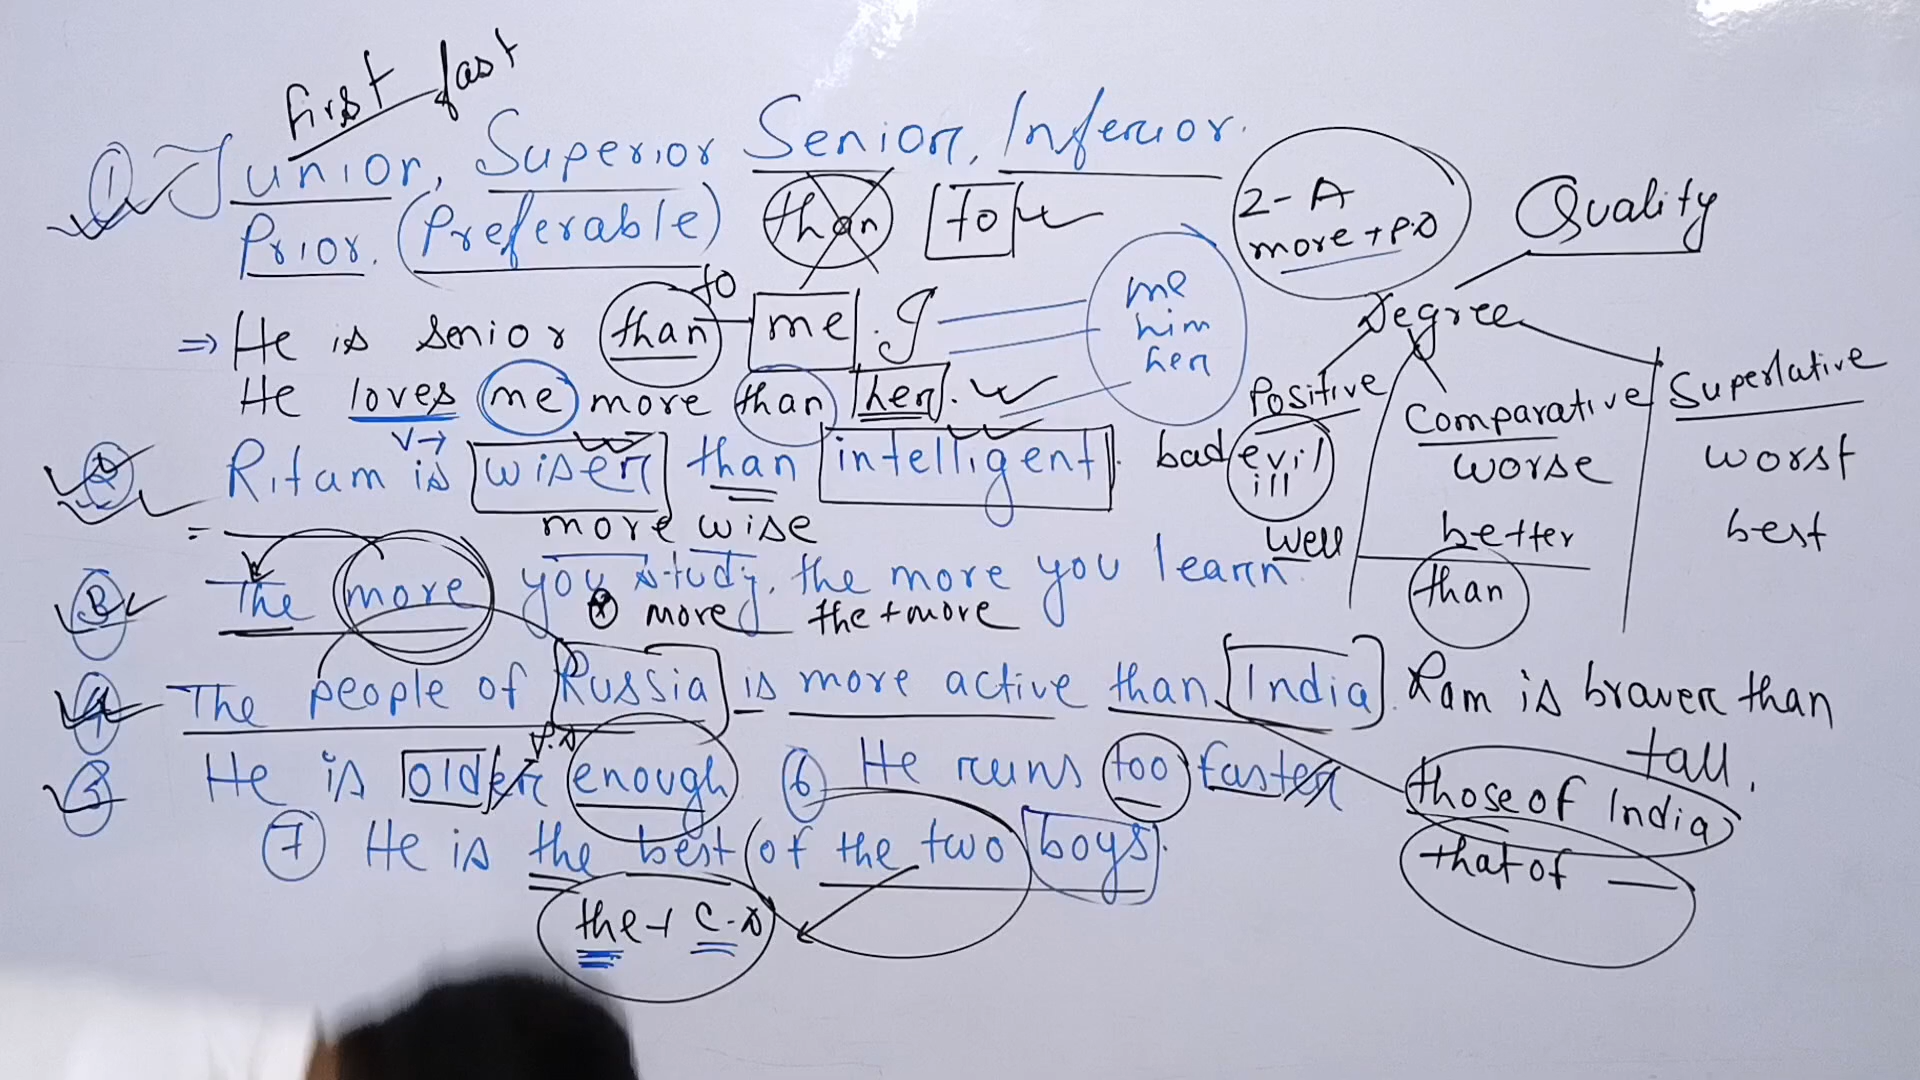 First fast
① Junior, Superior Senior, Inferior.
Prior. (Preferable) than to
2-A
more + P.D
Quality
Degree
Positive Comparative Superlative
bad evil ill worse worst
well better best
than
to
⇒ He is senior than me. I
me
him
her
He loves me more than her.
V→
② Ritam is wiser than intelligent.
= more wise
③ The more you study, the more you learn.
⊗ more the + more
④ The people of Russia is more active than India. Ram is braver than
tall.
those of India
that of —
P.D
⑤ He is older enough ⑥ He runs too faster
⑦ He is the best of the two boys.
the + C.D